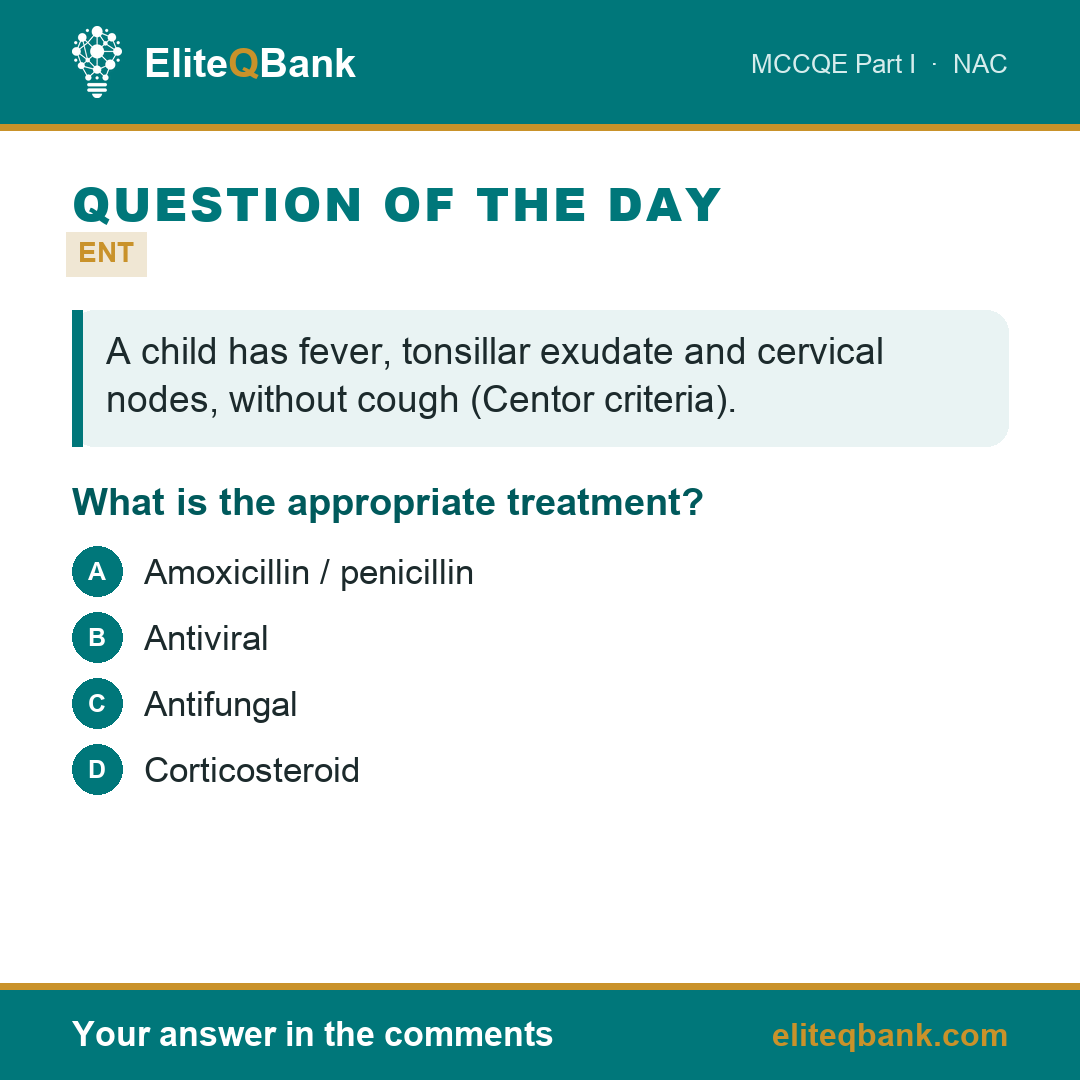 EliteQBank
MCCQE Part I · NAC
QUESTION OF THE DAY
ENT
A child has fever, tonsillar exudate and cervical
nodes, without cough (Centor criteria).
What is the appropriate treatment?
A Amoxicillin / penicillin
B Antiviral
C Antifungal
D Corticosteroid
Your answer in the comments
eliteqbank.com